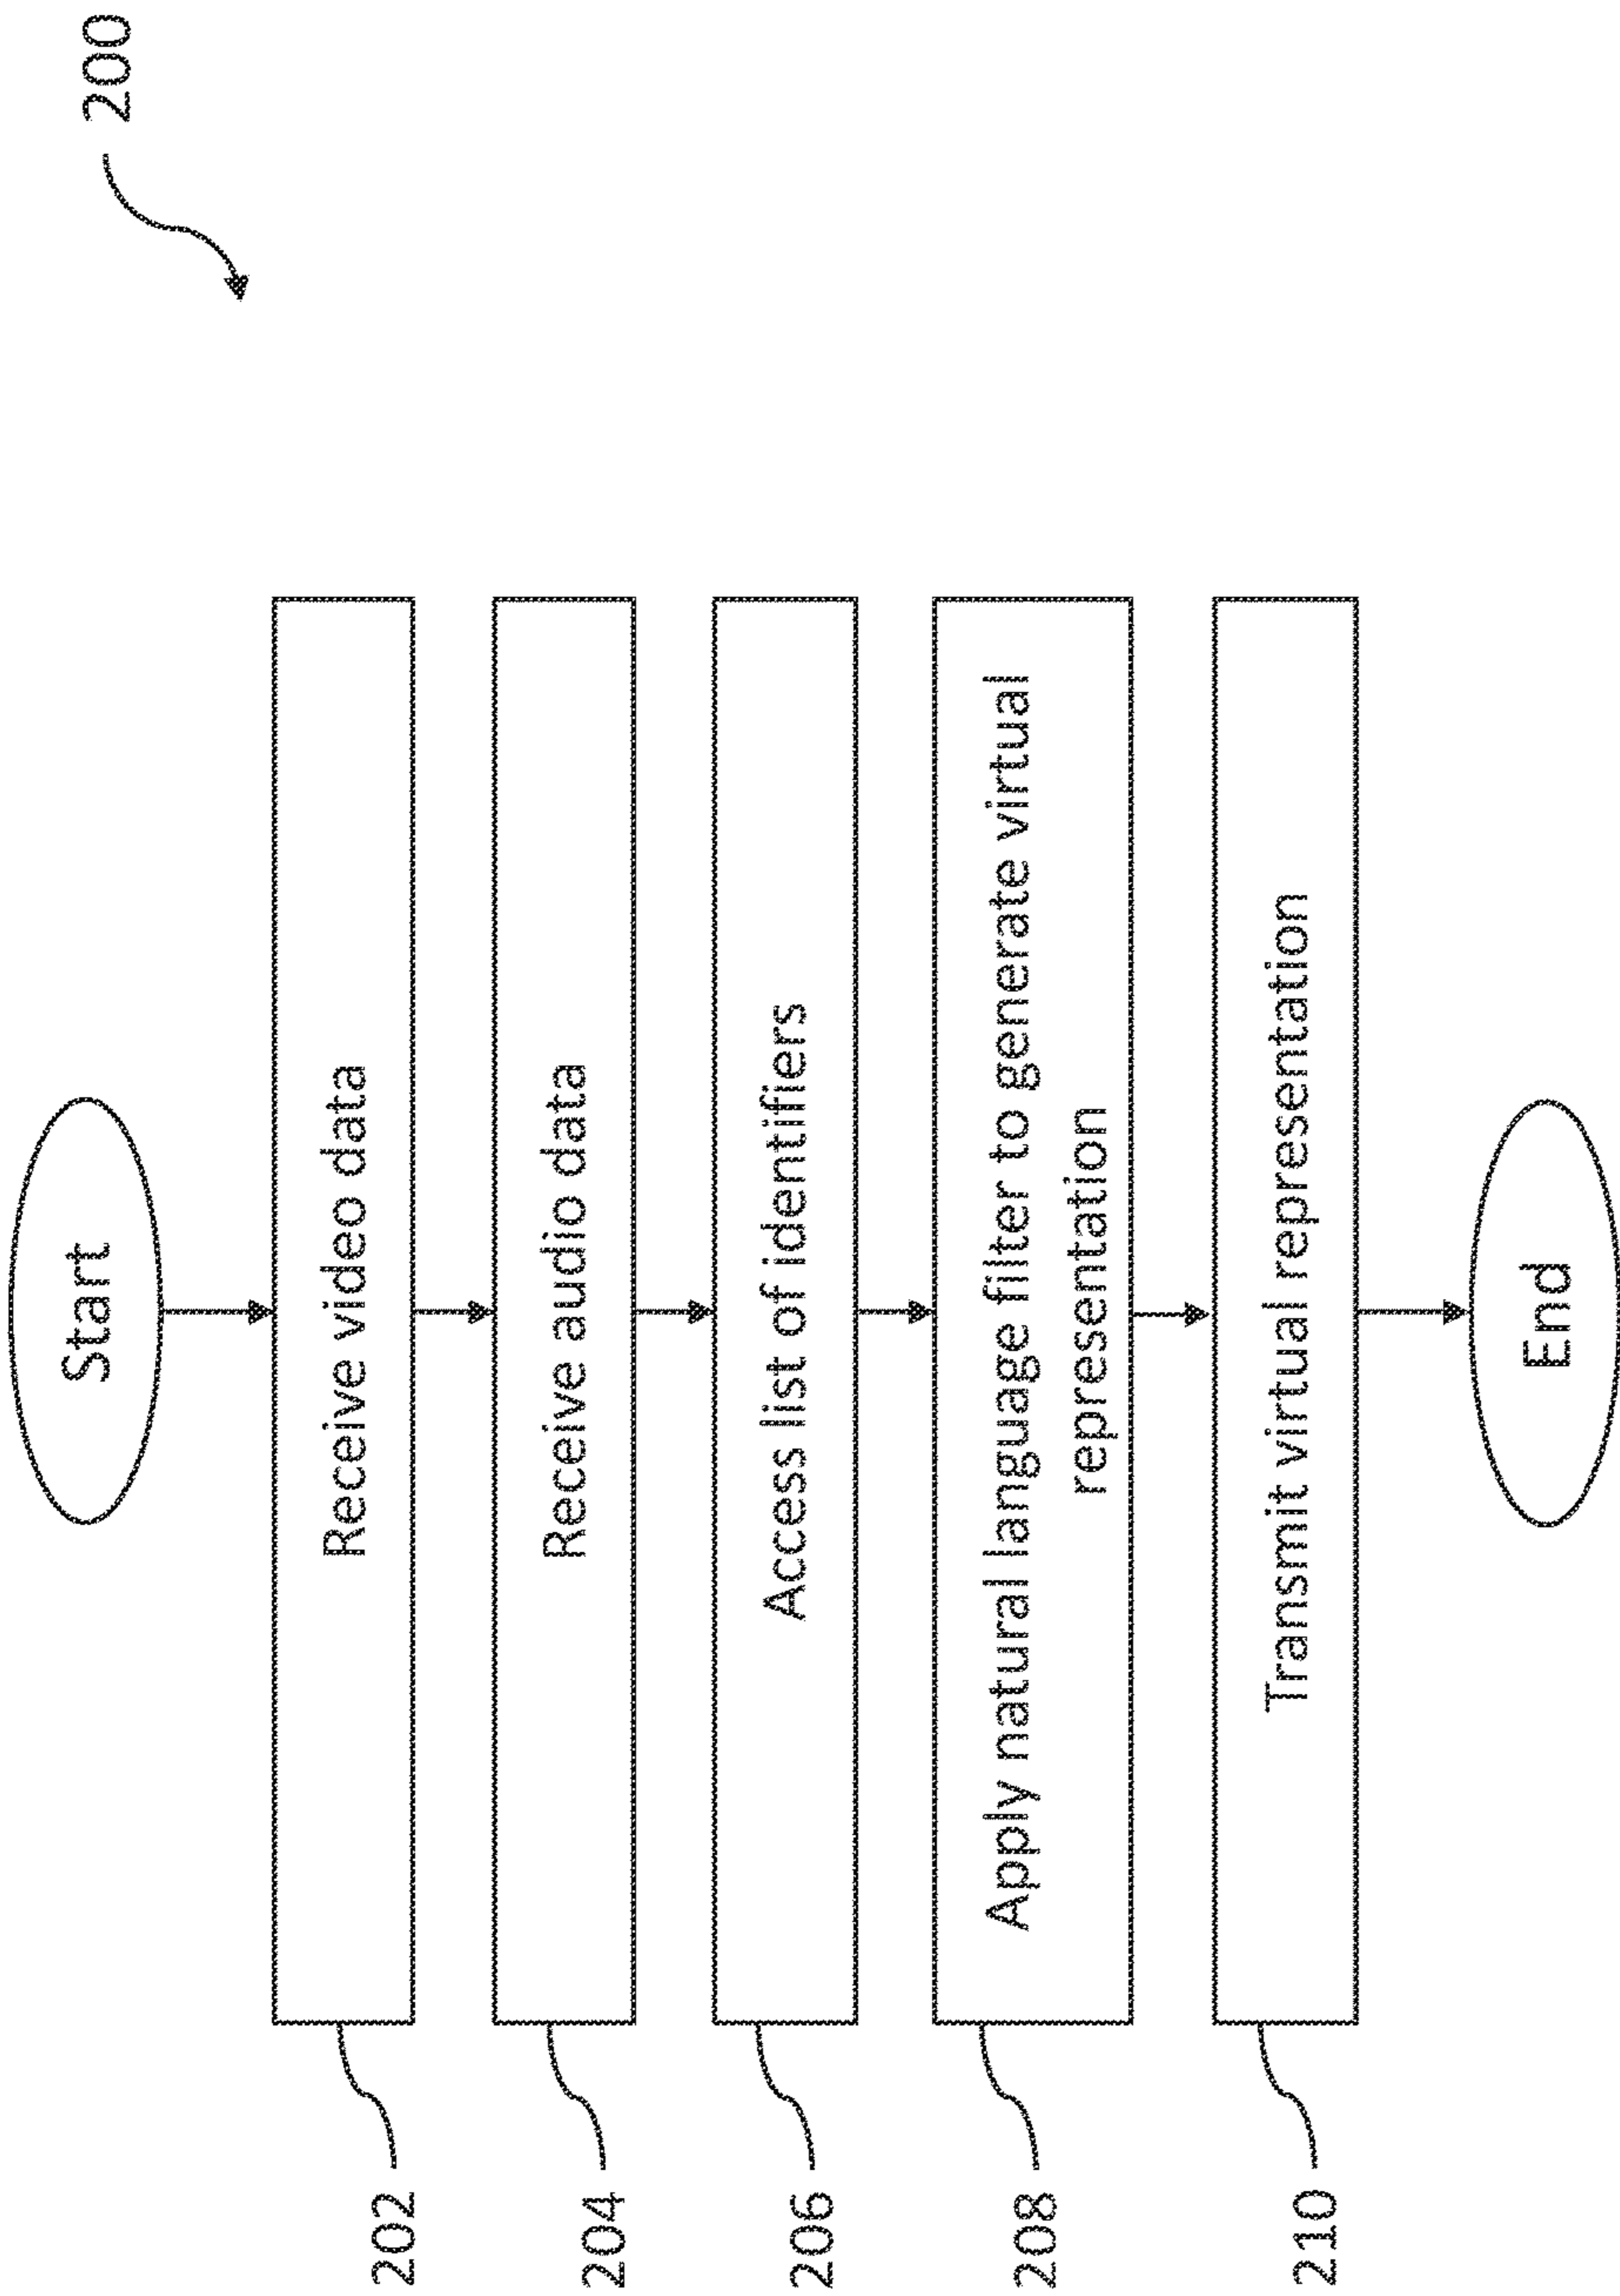 200
Start
202
Receive video data
204
Receive audio data
206
Access list of identifiers
208
Apply natural language filter to generate virtual
representation
210
Transmit virtual representation
End